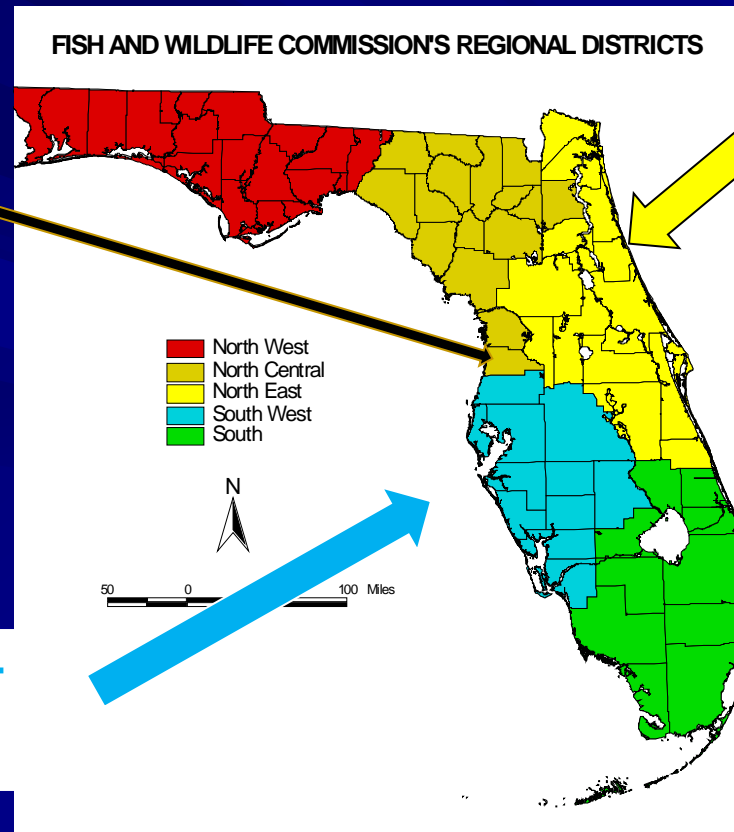 FISH AND WILDLIFE COMMISSION'S REGIONAL DISTRICTS
North West
North Central
North East
South West
South
N
50 0 100 Miles